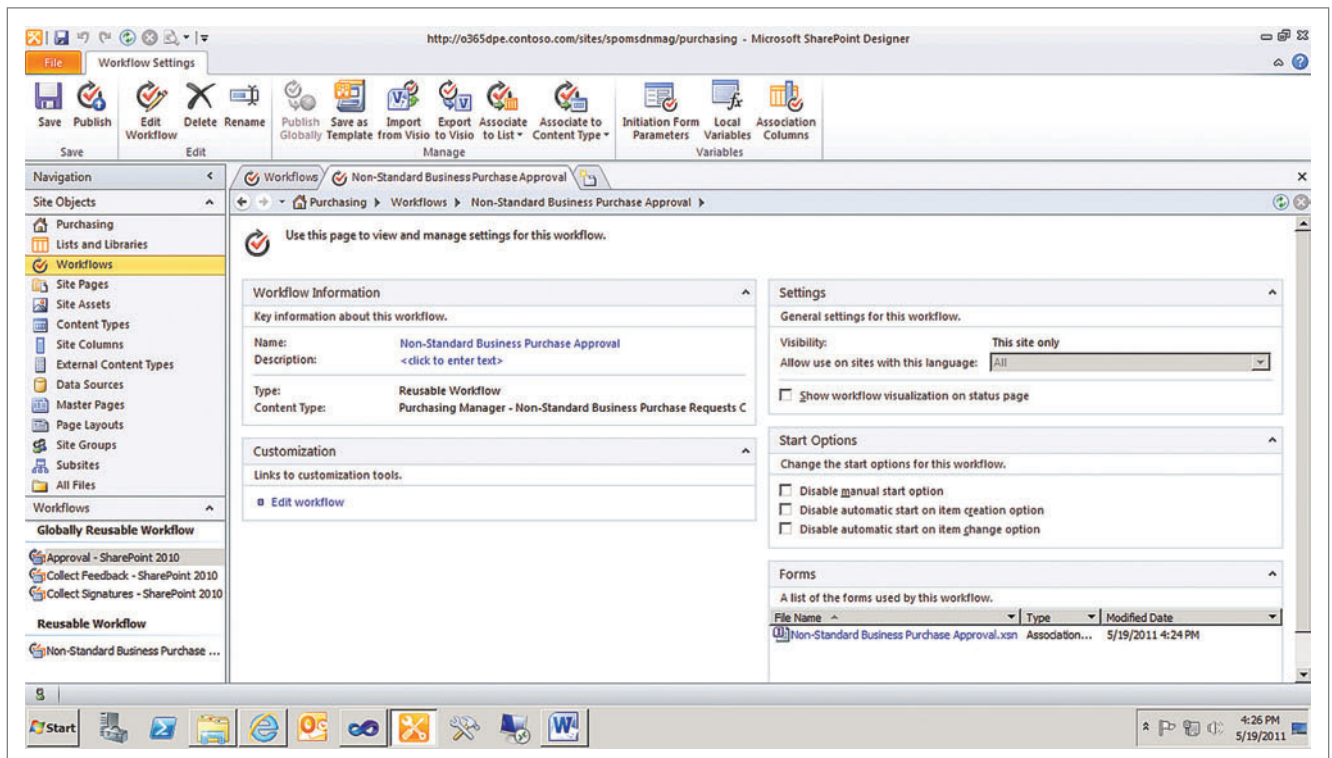 http://o365dpe.contoso.com/sites/spomsdnmag/purchasing - Microsoft SharePoint Designer
File Workflow Settings
Save Publish Edit Workflow Delete Rename Publish Globally Save as Template Import from Visio Export to Visio Associate to List Associate to Content Type Initiation Form Parameters Local Variables Association Columns
Save Edit Manage Variables
Navigation
Workflows Non-Standard Business Purchase Approval
Site Objects
Purchasing Workflows Non-Standard Business Purchase Approval
Purchasing
Lists and Libraries
Workflows
Site Pages
Site Assets
Content Types
Site Columns
External Content Types
Data Sources
Master Pages
Page Layouts
Site Groups
Subsites
All Files
Workflows
Globally Reusable Workflow
Approval - SharePoint 2010
Collect Feedback - SharePoint 2010
Collect Signatures - SharePoint 2010
Reusable Workflow
Non-Standard Business Purchase ...
Use this page to view and manage settings for this workflow.
Workflow Information
Key information about this workflow.
Name: Non-Standard Business Purchase Approval
Description: <click to enter text>
Type: Reusable Workflow
Content Type: Purchasing Manager - Non-Standard Business Purchase Requests C
Customization
Links to customization tools.
Edit workflow
Settings
General settings for this workflow.
Visibility: This site only
Allow use on sites with this language: All
Show workflow visualization on status page
Start Options
Change the start options for this workflow.
Disable manual start option
Disable automatic start on item creation option
Disable automatic start on item change option
Forms
A list of the forms used by this workflow.
File Name Type Modified Date
Non-Standard Business Purchase Approval.xsn Association... 5/19/2011 4:24 PM
Start
4:26 PM
5/19/2011